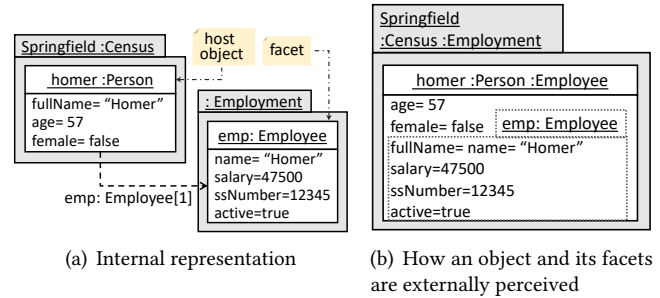 Springfield :Census
host
object
facet
homer :Person
fullName= “Homer”
age= 57
female= false
: Employment
emp: Employee
name= “Homer”
salary=47500
ssNumber=12345
active=true
emp: Employee[1]
(a) Internal representation
Springfield
:Census :Employment
homer :Person :Employee
age= 57
female= false
emp: Employee
fullName= name= “Homer”
salary=47500
ssNumber=12345
active=true
(b) How an object and its facets
are externally perceived